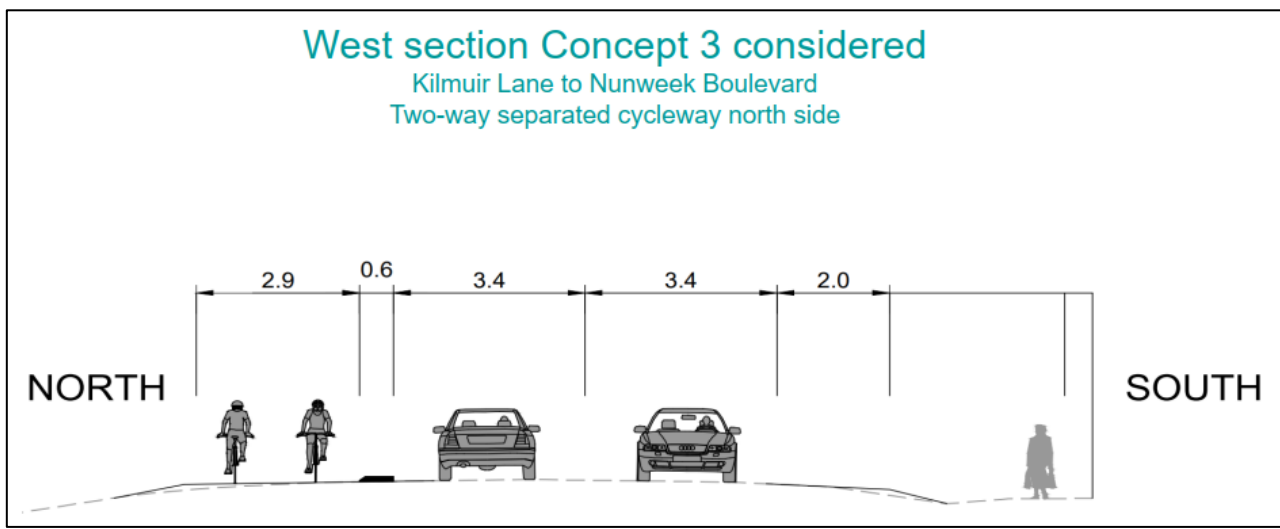 West section Concept 3 considered
Kilmuir Lane to Nunweek Boulevard
Two-way separated cycleway north side
2.9 0.6 3.4 3.4 2.0
NORTH SOUTH